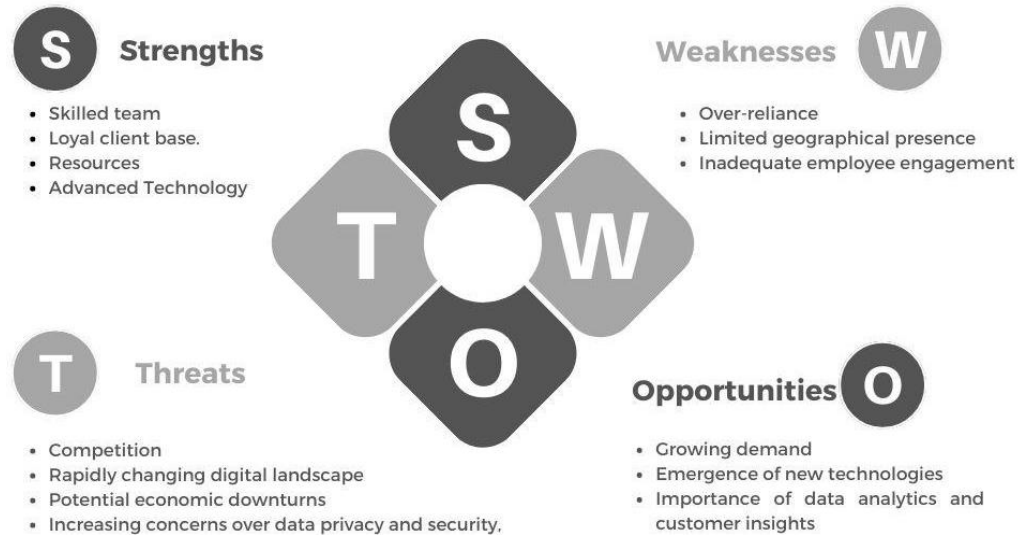 S Strengths
• Skilled team
• Loyal client base.
• Resources
• Advanced Technology
Weaknesses W
• Over-reliance
• Limited geographical presence
• Inadequate employee engagement
S
T W
O
T Threats
• Competition
• Rapidly changing digital landscape
• Potential economic downturns
• Increasing concerns over data privacy and security,
Opportunities O
• Growing demand
• Emergence of new technologies
• Importance of data analytics and
customer insights